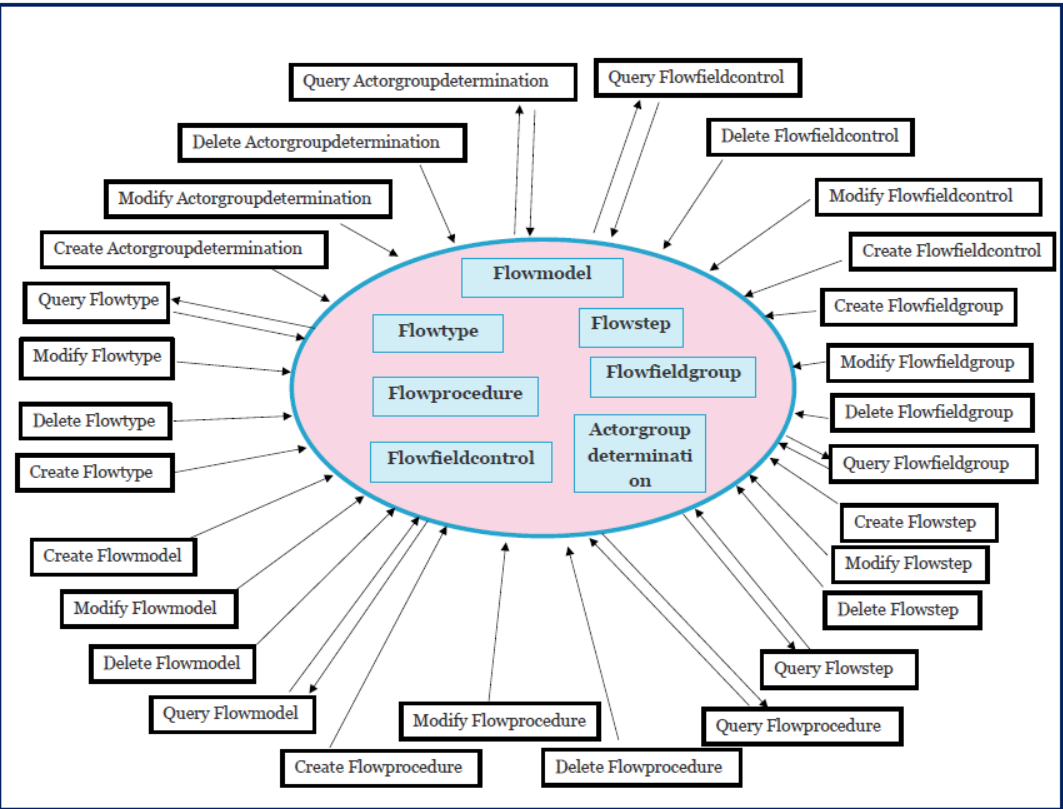 Query Actorgroupdetermination
Query Flowfieldcontrol
Delete Actorgroupdetermination
Delete Flowfieldcontrol
Modify Actorgroupdetermination
Modify Flowfieldcontrol
Create Actorgroupdetermination
Create Flowfieldcontrol
Flowmodel
Query Flowtype
Create Flowfieldgroup
Flowtype
Flowstep
Modify Flowtype
Modify Flowfieldgroup
Flowfieldgroup
Flowprocedure
Delete Flowtype
Delete Flowfieldgroup
Actorgroup
determinati
on
Flowfieldcontrol
Create Flowtype
Query Flowfieldgroup
Create Flowstep
Create Flowmodel
Modify Flowstep
Modify Flowmodel
Delete Flowstep
Delete Flowmodel
Query Flowstep
Query Flowmodel
Modify Flowprocedure
Query Flowprocedure
Create Flowprocedure
Delete Flowprocedure